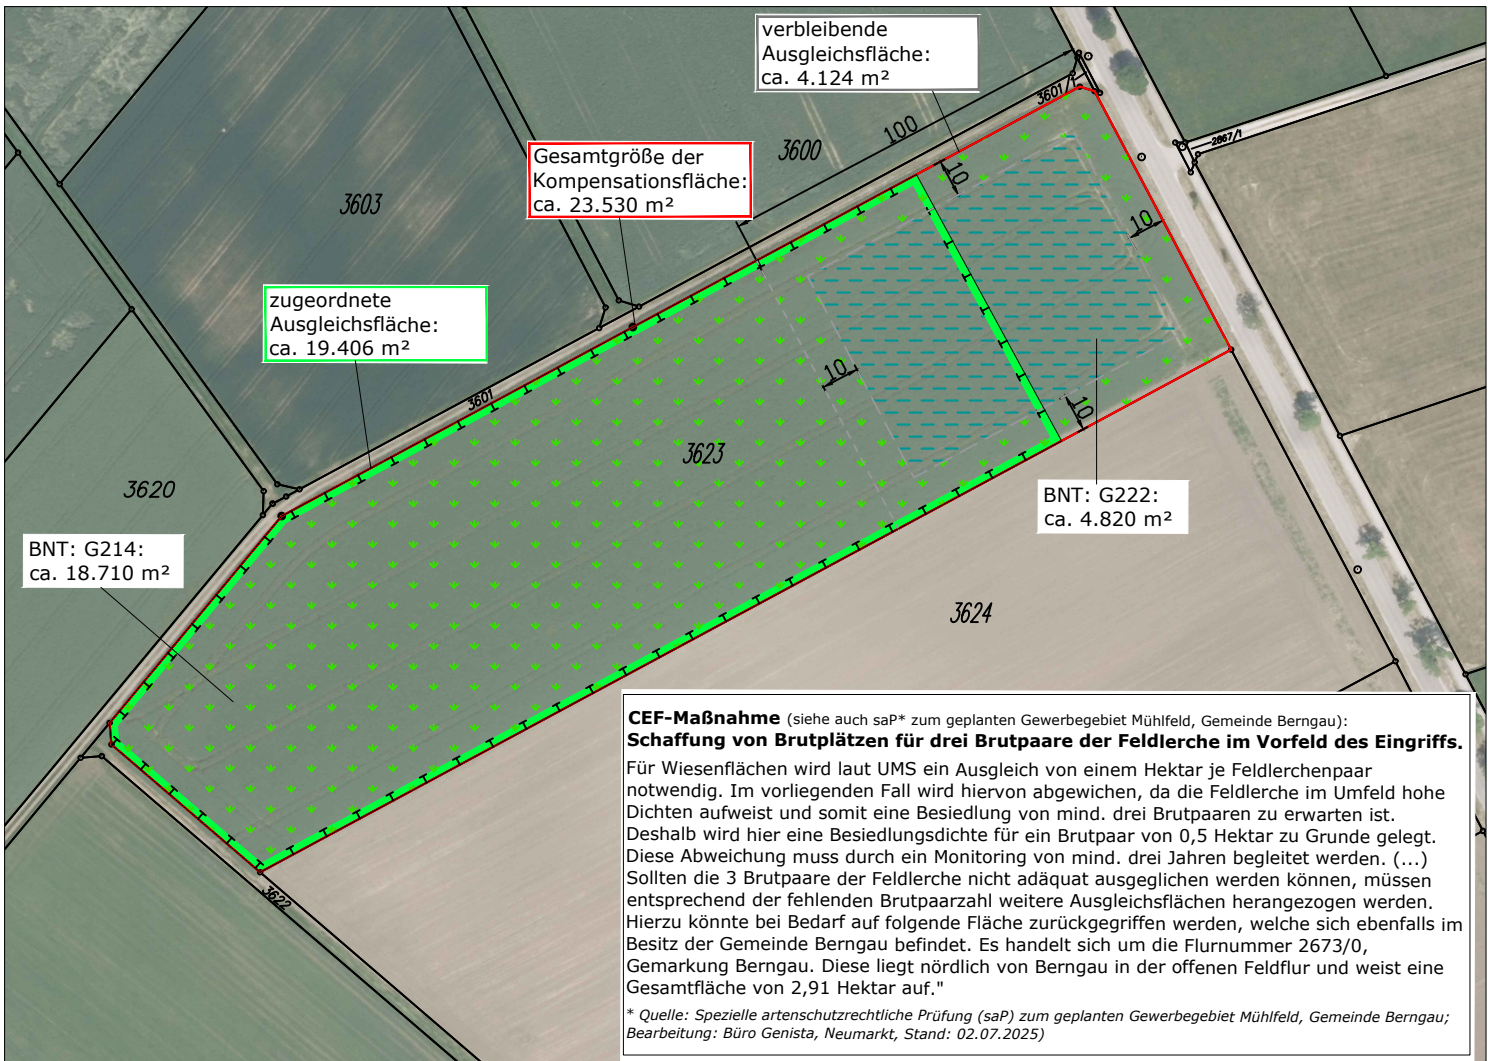 verbleibende
Ausgleichsfläche:
ca. 4.124 m²
3601/1
100
3600
2867/1
Gesamtgröße der
Kompensationsfläche:
ca. 23.530 m²
10
3603
10
zugeordnete
Ausgleichsfläche:
ca. 19.406 m²
10
3601
10
3623
3620
BNT: G222:
ca. 4.820 m²
BNT: G214:
ca. 18.710 m²
3624
3622
CEF-Maßnahme (siehe auch saP* zum geplanten Gewerbegebiet Mühlfeld, Gemeinde Berngau):
Schaffung von Brutplätzen für drei Brutpaare der Feldlerche im Vorfeld des Eingriffs.
Für Wiesenflächen wird laut UMS ein Ausgleich von einem Hektar je Feldlerchenpaar
notwendig. Im vorliegenden Fall wird hiervon abgewichen, da die Feldlerche im Umfeld hohe
Dichten aufweist und somit eine Besiedlung von mind. drei Brutpaaren zu erwarten ist.
Deshalb wird hier eine Besiedlungsdichte für ein Brutpaar von 0,5 Hektar zu Grunde gelegt.
Diese Abweichung muss durch ein Monitoring von mind. drei Jahren begleitet werden. (...)
Sollten die 3 Brutpaare der Feldlerche nicht adäquat ausgeglichen werden können, müssen
entsprechend der fehlenden Brutpaarzahl weitere Ausgleichsflächen herangezogen werden.
Hierzu könnte bei Bedarf auf folgende Fläche zurückgegriffen werden, welche sich ebenfalls im
Besitz der Gemeinde Berngau befindet. Es handelt sich um die Flurnummer 2673/0,
Gemarkung Berngau. Diese liegt nördlich von Berngau in der offenen Feldflur und weist eine
Gesamtfläche von 2,91 Hektar auf."
* Quelle: Spezielle artenschutzrechtliche Prüfung (saP) zum geplanten Gewerbegebiet Mühlfeld, Gemeinde Berngau;
Bearbeitung: Büro Genista, Neumarkt, Stand: 02.07.2025)